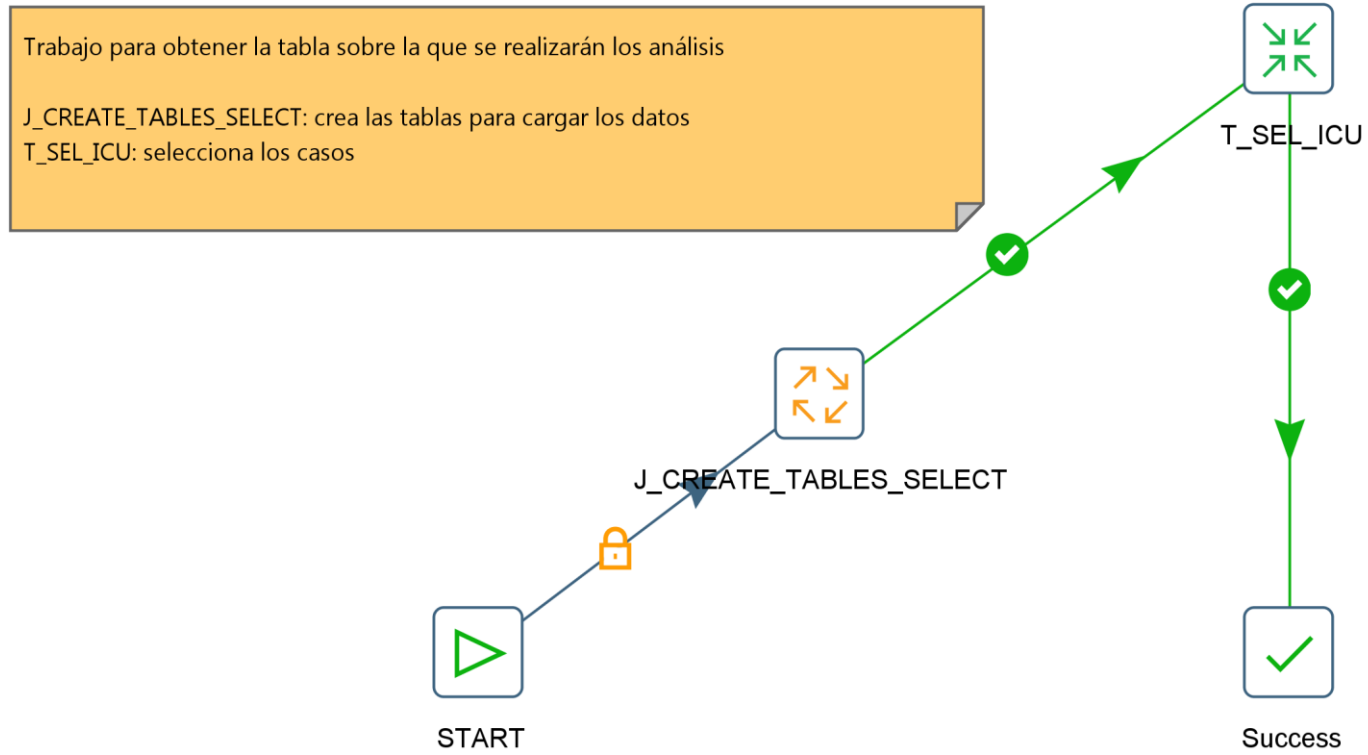 Trabajo para obtener la tabla sobre la que se realizarán los análisis
J_CREATE_TABLES_SELECT: crea las tablas para cargar los datos
T_SEL_ICU: selecciona los casos
T_SEL_ICU
J_CREATE_TABLES_SELECT
START
Success